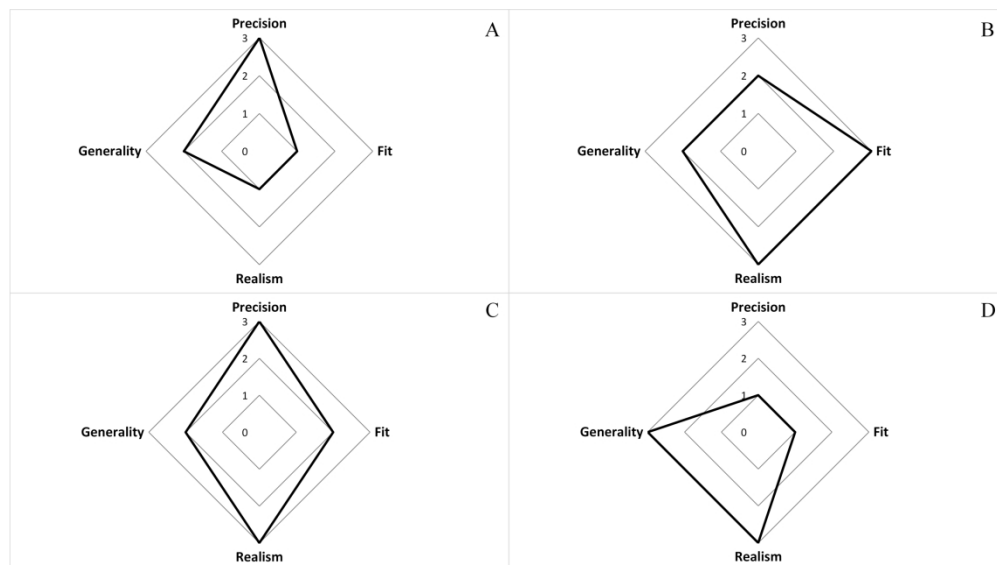 Precision
A
3
2
1
0
Generality
Fit
Realism
Precision
B
3
2
1
0
Generality
Fit
Realism
Precision
C
3
2
1
0
Generality
Fit
Realism
Precision
D
3
2
1
0
Generality
Fit
Realism